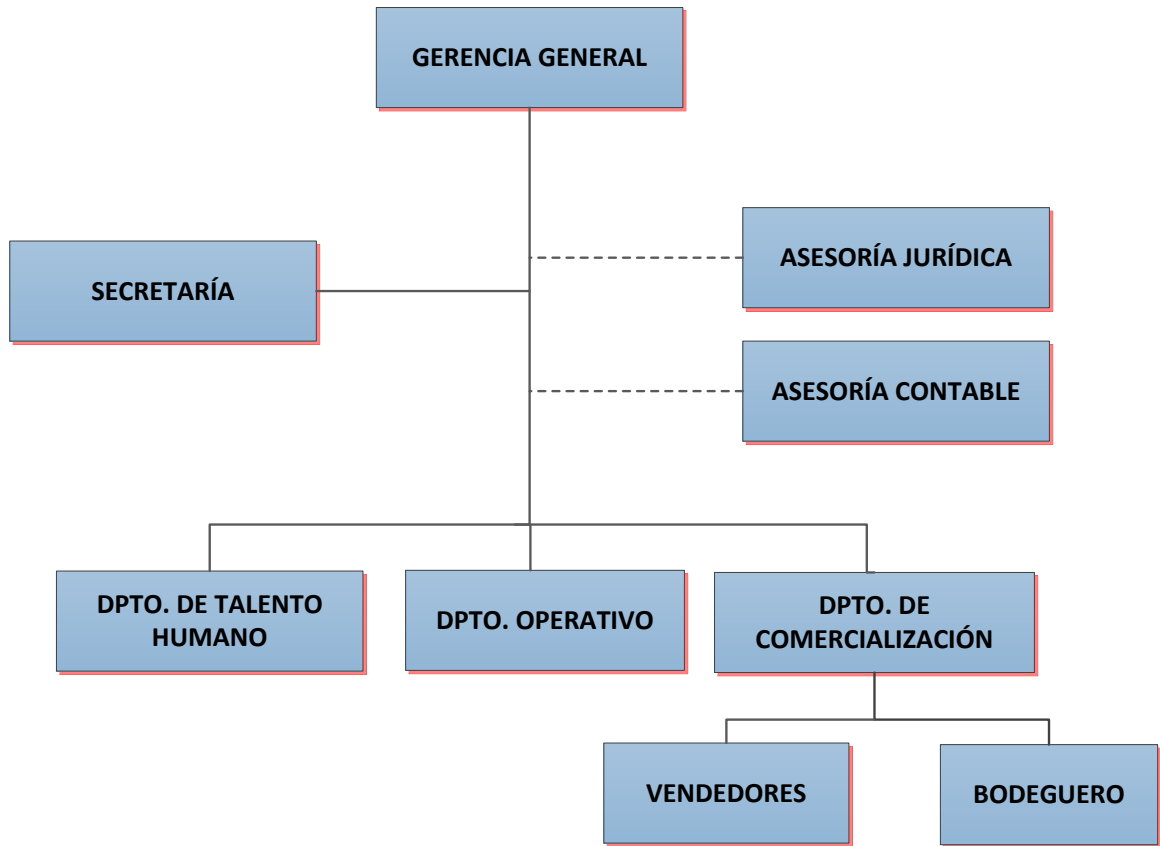 GERENCIA GENERAL
ASESORÍA JURÍDICA
SECRETARÍA
ASESORÍA CONTABLE
DPTO. DE TALENTO
HUMANO
DPTO. OPERATIVO
DPTO. DE
COMERCIALIZACIÓN
VENDEDORES
BODEGUERO